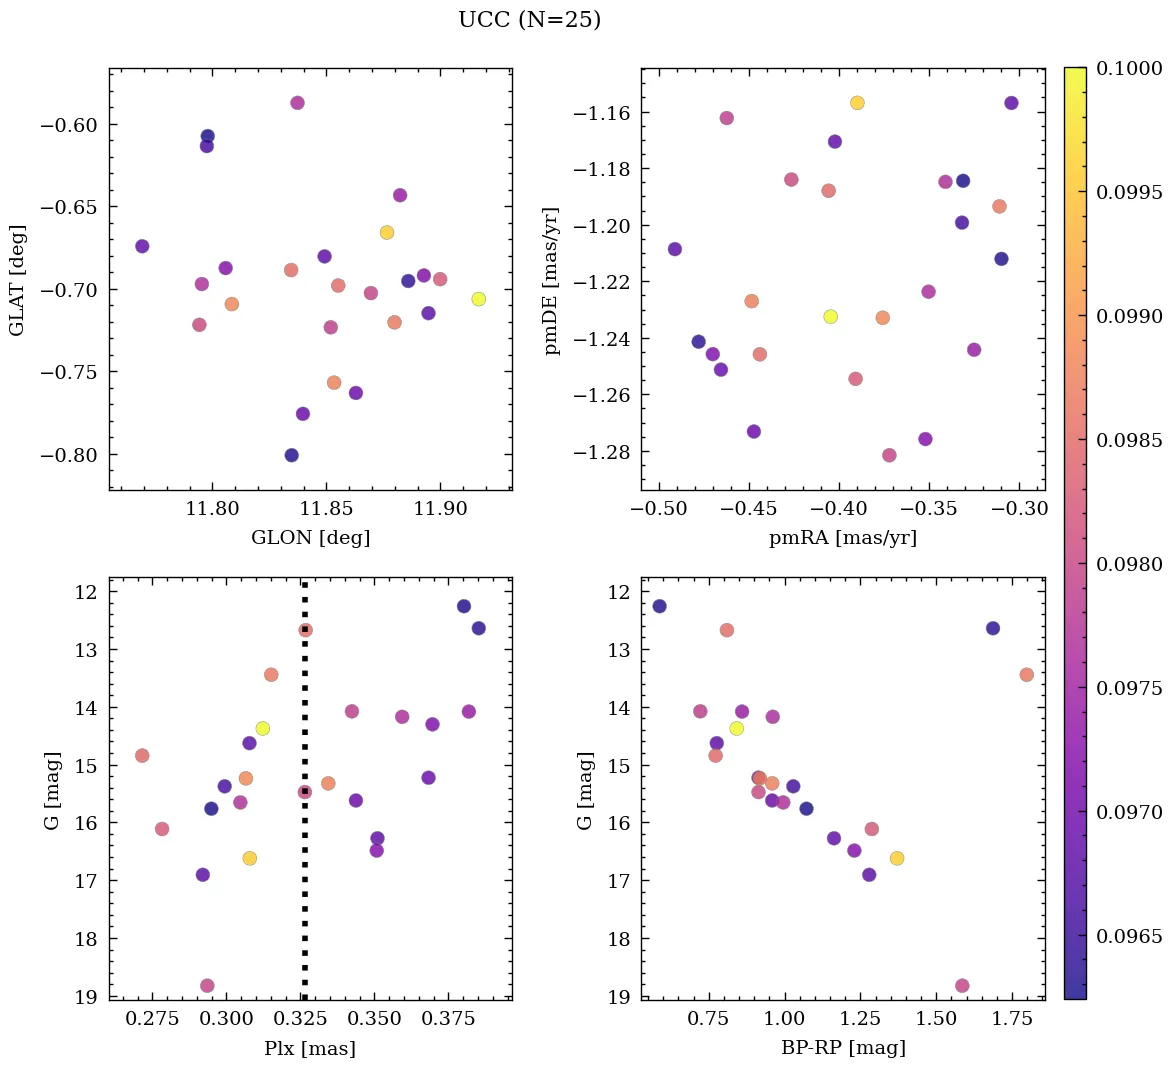 UCC (N=25)
−0.60
−0.65
−0.70
−0.75
−0.80
GLAT [deg]
11.80 11.85 11.90
GLON [deg]
−1.16
−1.18
−1.20
−1.22
−1.24
−1.26
−1.28
pmDE [mas/yr]
−0.50 −0.45 −0.40 −0.35 −0.30
pmRA [mas/yr]
12
13
14
15
16
17
18
19
G [mag]
0.275 0.300 0.325 0.350 0.375
Plx [mas]
12
13
14
15
16
17
18
19
G [mag]
0.75 1.00 1.25 1.50 1.75
BP-RP [mag]
0.1000
0.0995
0.0990
0.0985
0.0980
0.0975
0.0970
0.0965